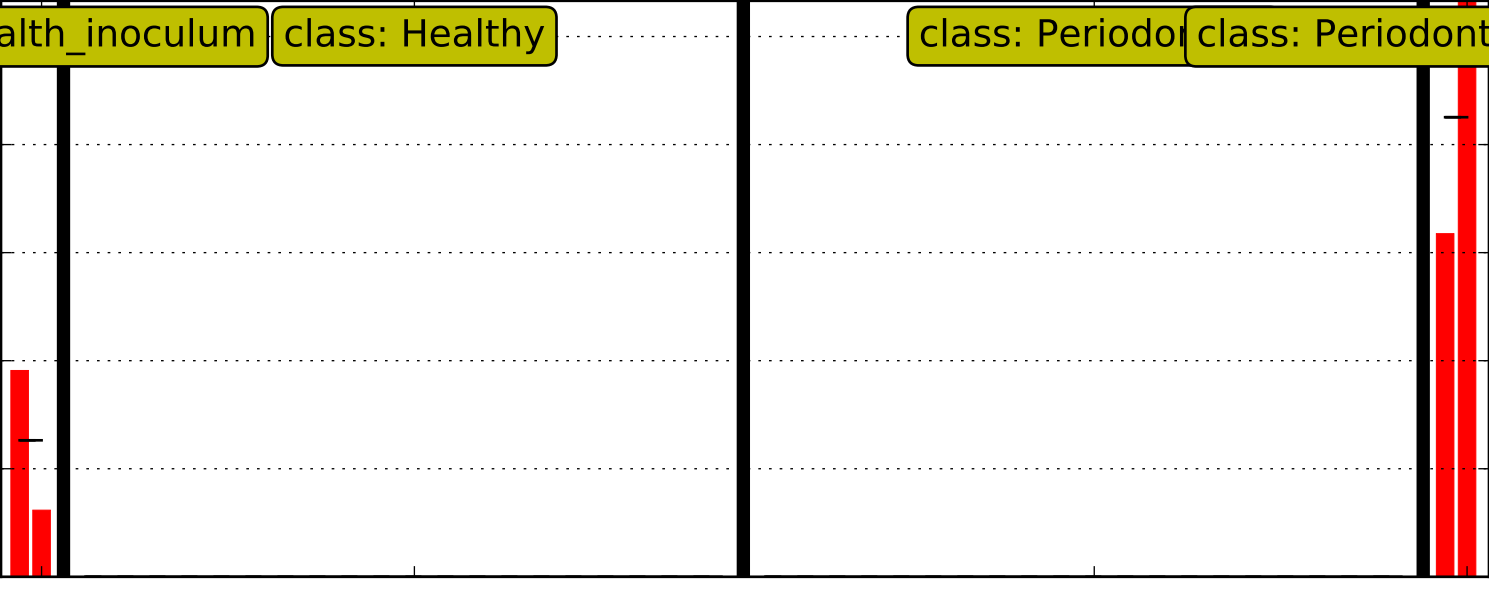 alth_inoculum
class: Healthy
class: Periodon
class: Periodont